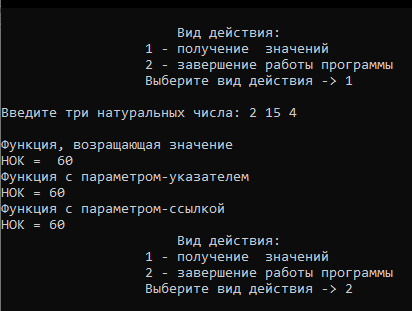 Вид действия:
1 - получение  значений
2 - завершение работы программы
Выберите вид действия -> 1
Введите три натуральных числа: 2 15 4
Функция, возращающая значение
НОК =  60
Функция с параметром-указателем
НОК = 60
Функция с параметром-ссылкой
НОК = 60
Вид действия:
1 - получение  значений
2 - завершение работы программы
Выберите вид действия -> 2